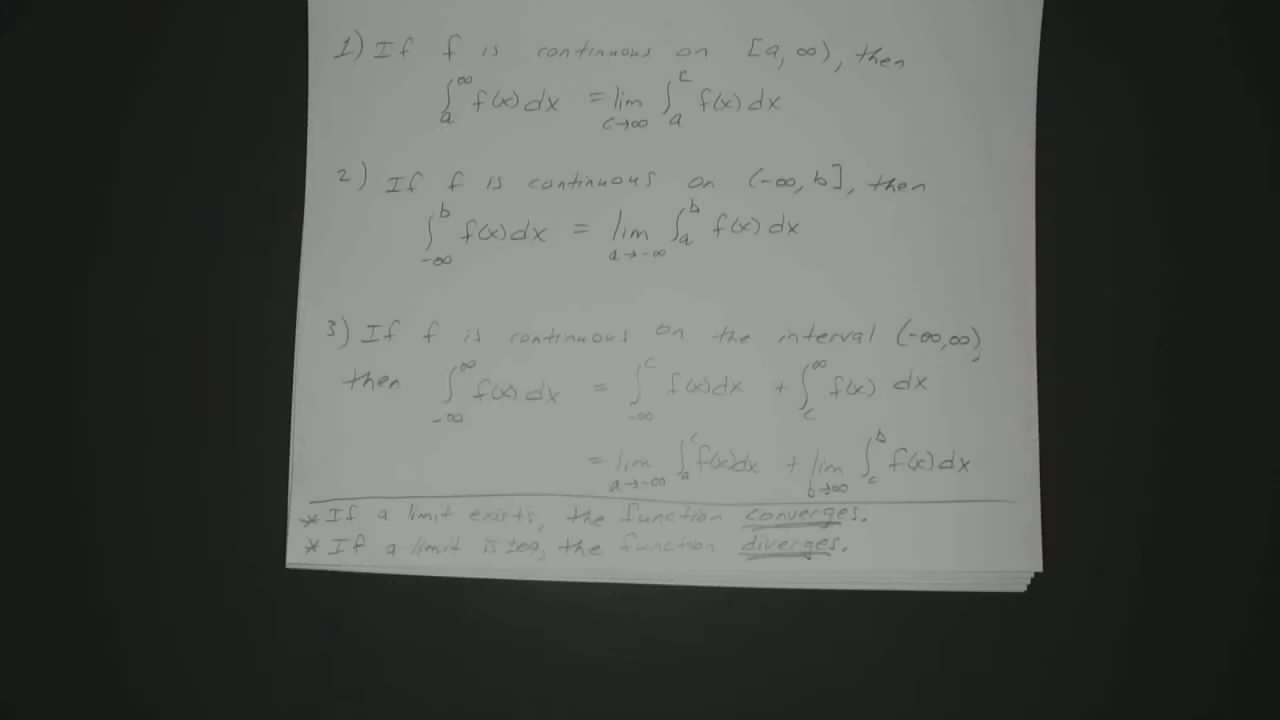 1) If f is continuous on [a, ∞), then
∫_a^∞ f(x) dx = lim_{c→∞} ∫_a^c f(x) dx
2) If f is continuous on (-∞, b], then
∫_{-∞}^b f(x) dx = lim_{a→-∞} ∫_a^b f(x) dx
3) If f is continuous on the interval (-∞,∞),
then ∫_{-∞}^∞ f(x) dx = ∫_{-∞}^c f(x) dx + ∫_c^∞ f(x) dx
= lim_{a→-∞} ∫_a^c f(x) dx + lim_{b→∞} ∫_c^b f(x) dx
* If a limit exists, the function converges.
* If a limit is ±∞, the function diverges.